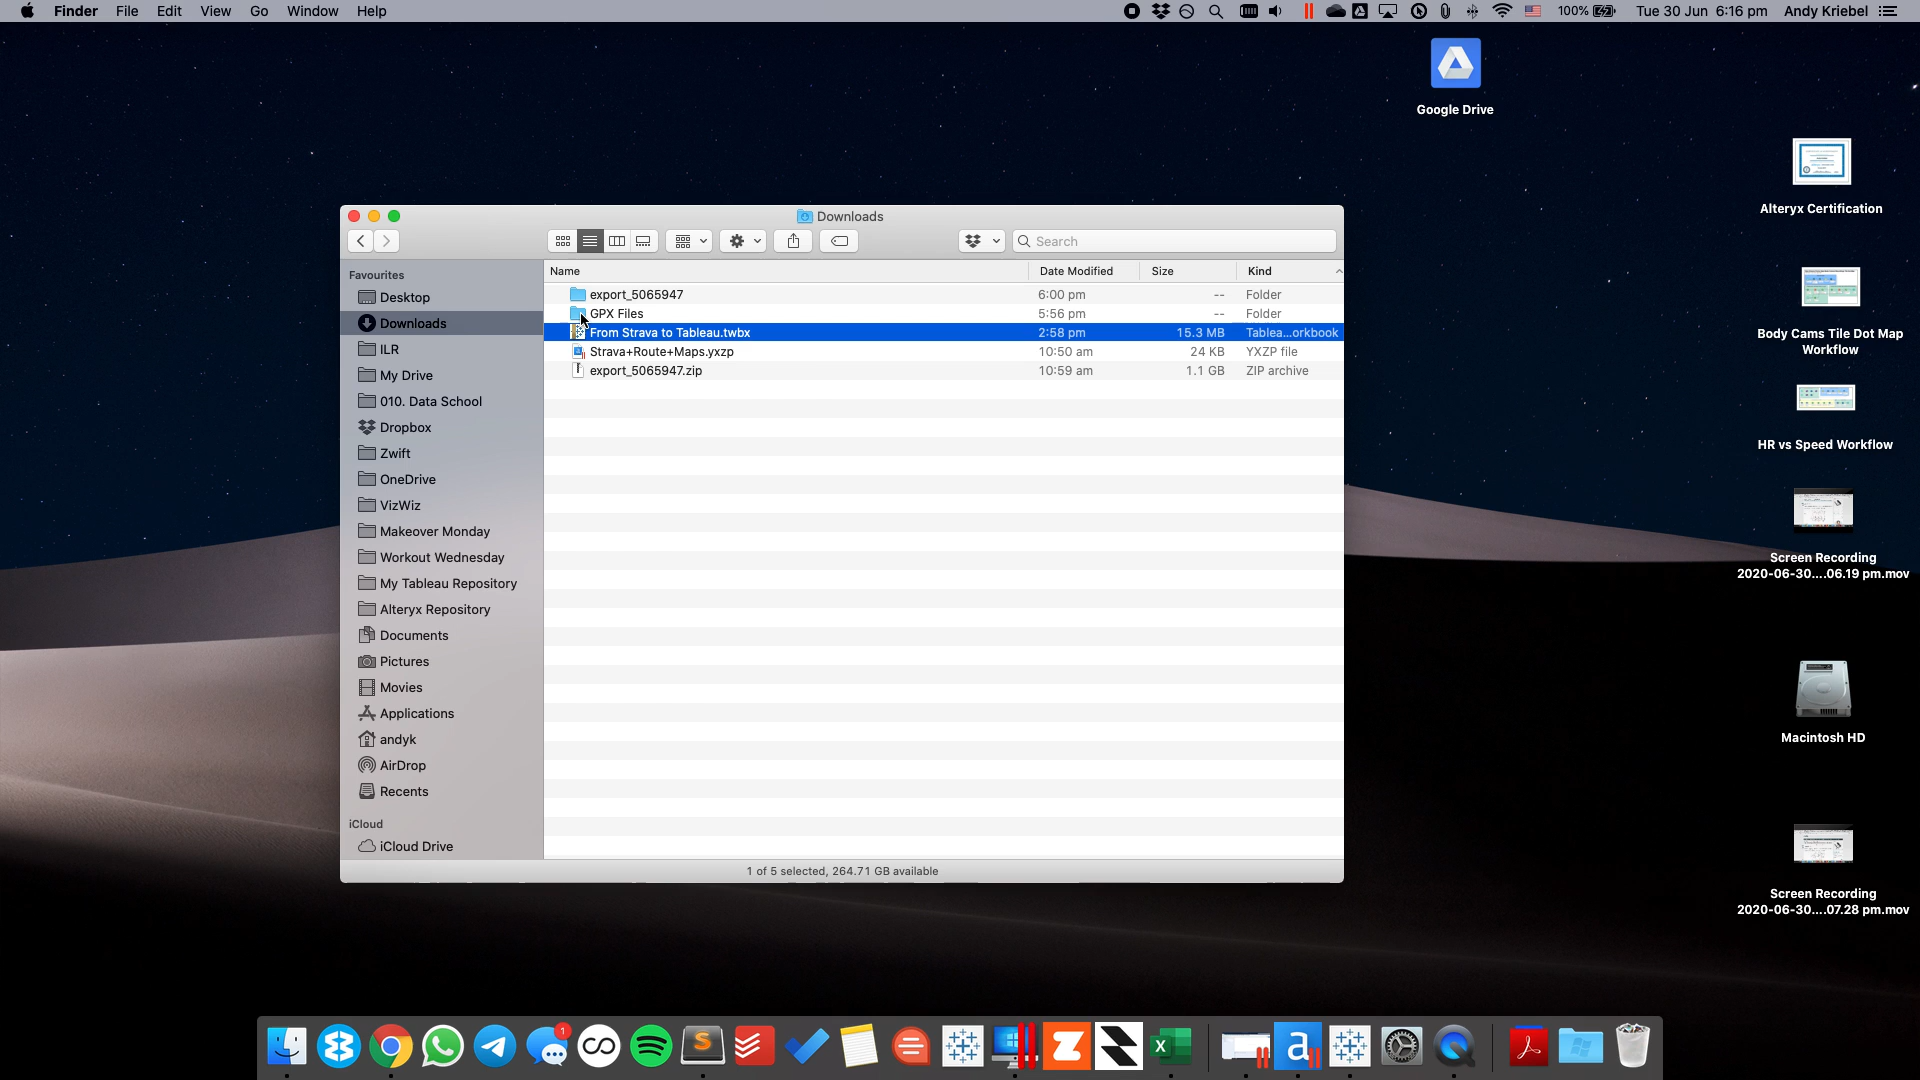 Finder File Edit View Go Window Help 100% Tue 30 Jun 6:16 pm Andy Kriebel
Google Drive
Alteryx Certification
Body Cams Tile Dot Map
Workflow
HR vs Speed Workflow
Screen Recording
2020-06-30....06.19 pm.mov
Macintosh HD
Screen Recording
2020-06-30....07.28 pm.mov
Downloads
Search
Favourites
Desktop
Downloads
ILR
My Drive
010. Data School
Dropbox
Zwift
OneDrive
VizWiz
Makeover Monday
Workout Wednesday
My Tableau Repository
Alteryx Repository
Documents
Pictures
Movies
Applications
andyk
AirDrop
Recents
iCloud
iCloud Drive
Name Date Modified Size Kind
export_5065947 6:00 pm -- Folder
GPX Files 5:56 pm -- Folder
From Strava to Tableau.twbx 2:58 pm 15.3 MB Tablea...orkbook
Strava+Route+Maps.yxzp 10:50 am 24 KB YXZP file
export_5065947.zip 10:59 am 1.1 GB ZIP archive
1 of 5 selected, 264.71 GB available
1